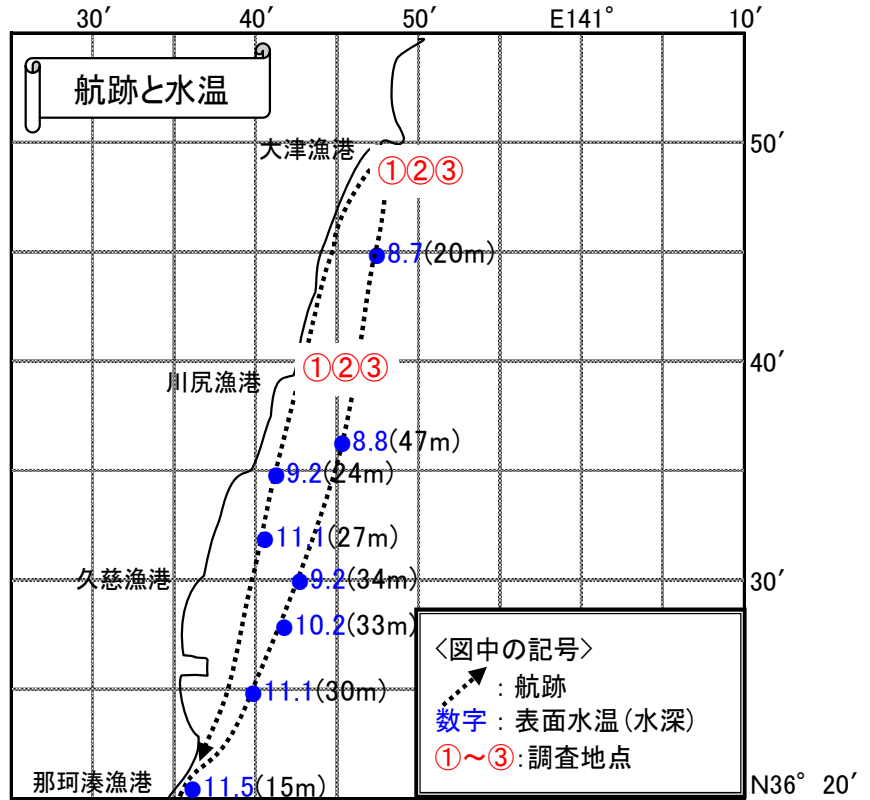 30′ 40′ 50′ E141° 10′
航跡と水温
大津漁港
50′
①②③
8.7(20m)
40′
川尻漁港
①②③
8.8(47m)
9.2(24m)
11.1(27m)
久慈漁港
9.2(34m)
30′
10.2(33m)
11.1(30m)
<図中の記号>
：航跡
数字：表面水温(水深)
①～③:調査地点
那珂湊漁港
11.5(15m)
N36° 20′